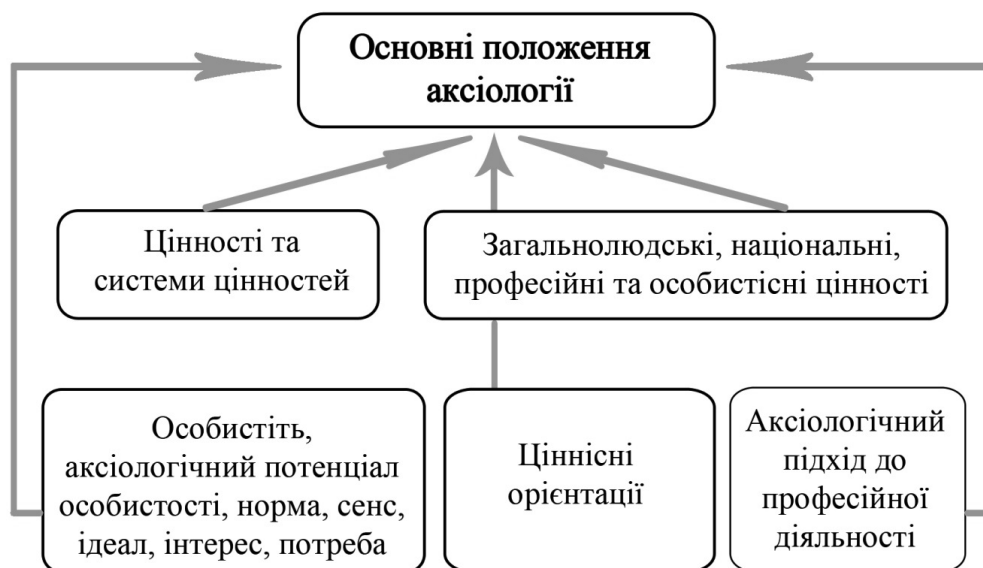 Основні положення
аксіології
Цінності та
системи цінностей
Загальнолюдські, національні,
професійні та особистісні цінності
Особистіть,
аксіологічний потенціал
особистості, норма, сенс,
ідеал, інтерес, потреба
Ціннісні
орієнтації
Аксіологічний
підхід до
професійної
діяльності